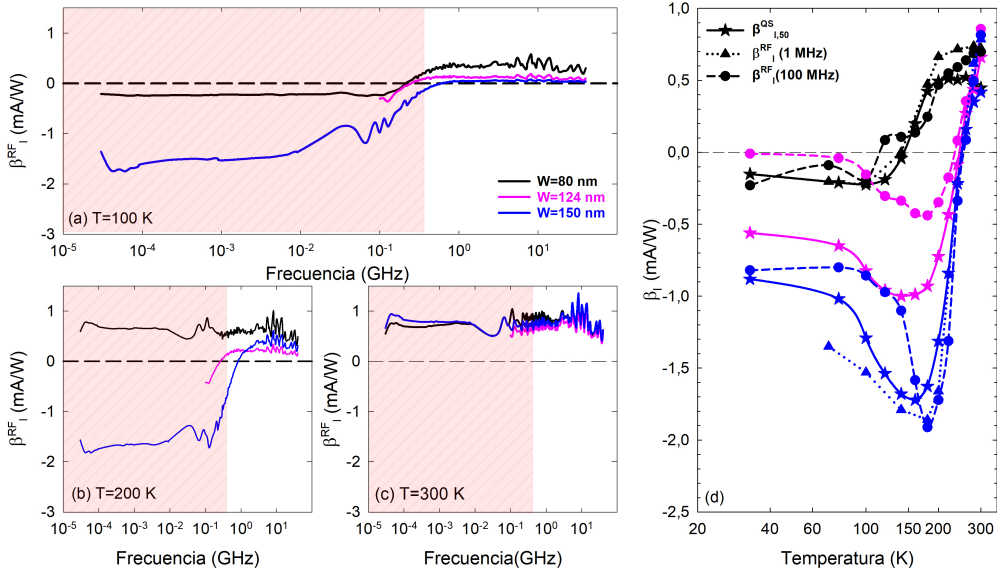 1
0
-1
-2
-3
β^RF_I (mA/W)
W=80 nm
W=124 nm
W=150 nm
(a) T=100 K
10^-5 10^-4 10^-3 10^-2 10^-1 10^0 10^1
Frecuencia (GHz)
1
0
-1
-2
-3
β^RF_I (mA/W)
(b) T=200 K
10^-5 10^-4 10^-3 10^-2 10^-1 10^0 10^1
Frecuencia (GHz)
1
0
-1
-2
-3
β^RF_I (mA/W)
(c) T=300 K
10^-5 10^-4 10^-3 10^-2 10^-1 10^0 10^1
Frecuencia(GHz)
β^QS_I,50
β^RF_I (1 MHz)
β^RF_I(100 MHz)
1,0
0,5
0,0
-0,5
-1,0
-1,5
-2,0
-2,5
β_I (mA/W)
(d)
20 40 60 100 150 200 300
Temperatura (K)